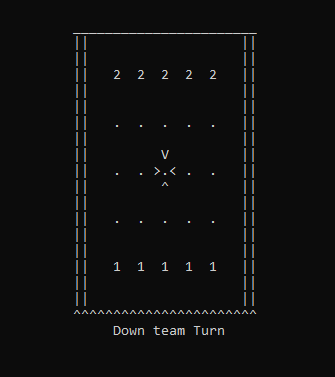 2 2 2 2 2
. . . . .
V
. . >.< . .
^
. . . . .
1 1 1 1 1
^^^^^^^^^^^^^^^^^^^^^^^
Down team Turn